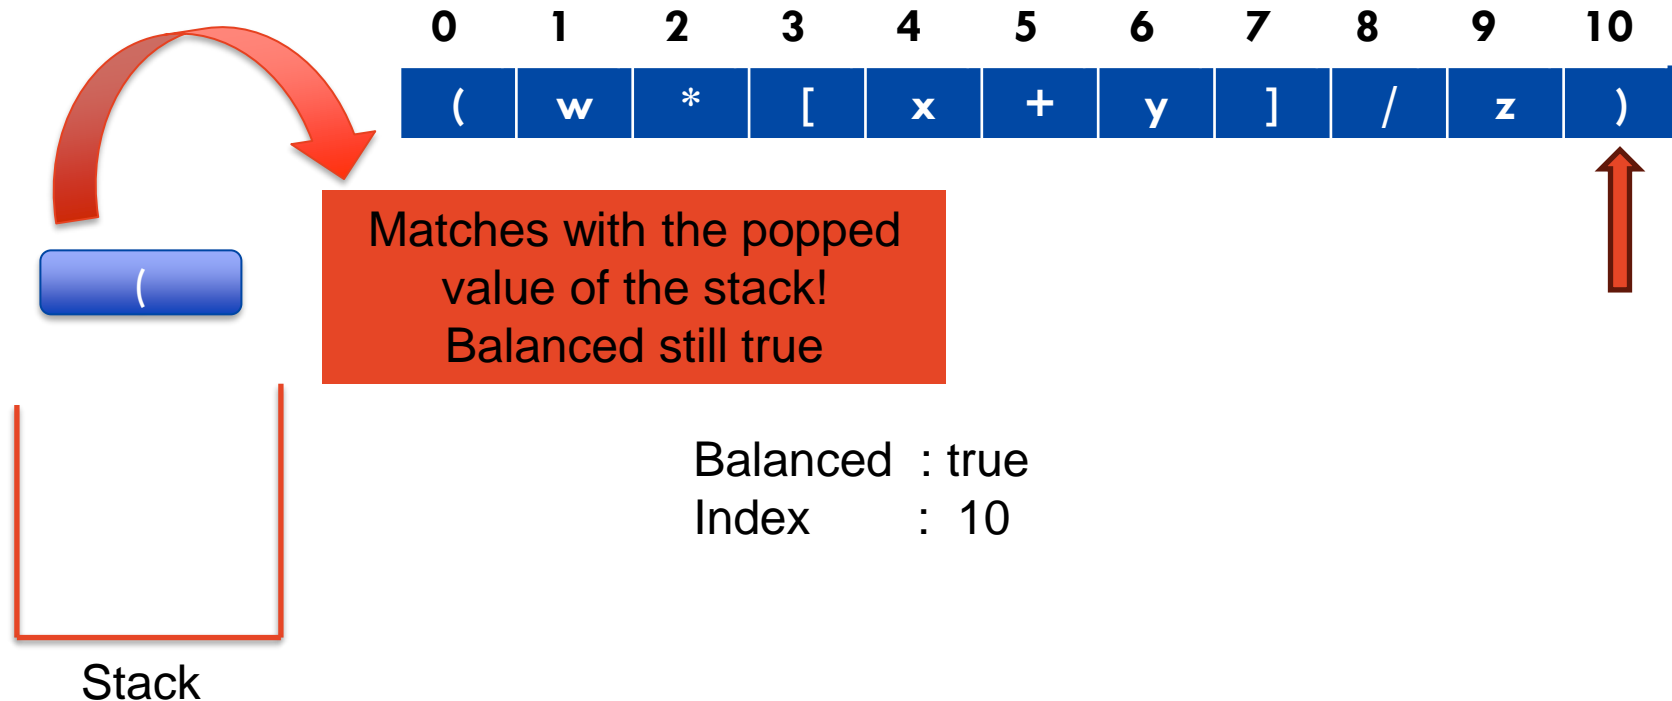 0 1 2 3 4 5 6 7 8 9 10
( w * [ x + y ] / z )
(
Matches with the popped
value of the stack!
Balanced still true
Balanced : true
Index : 10
Stack